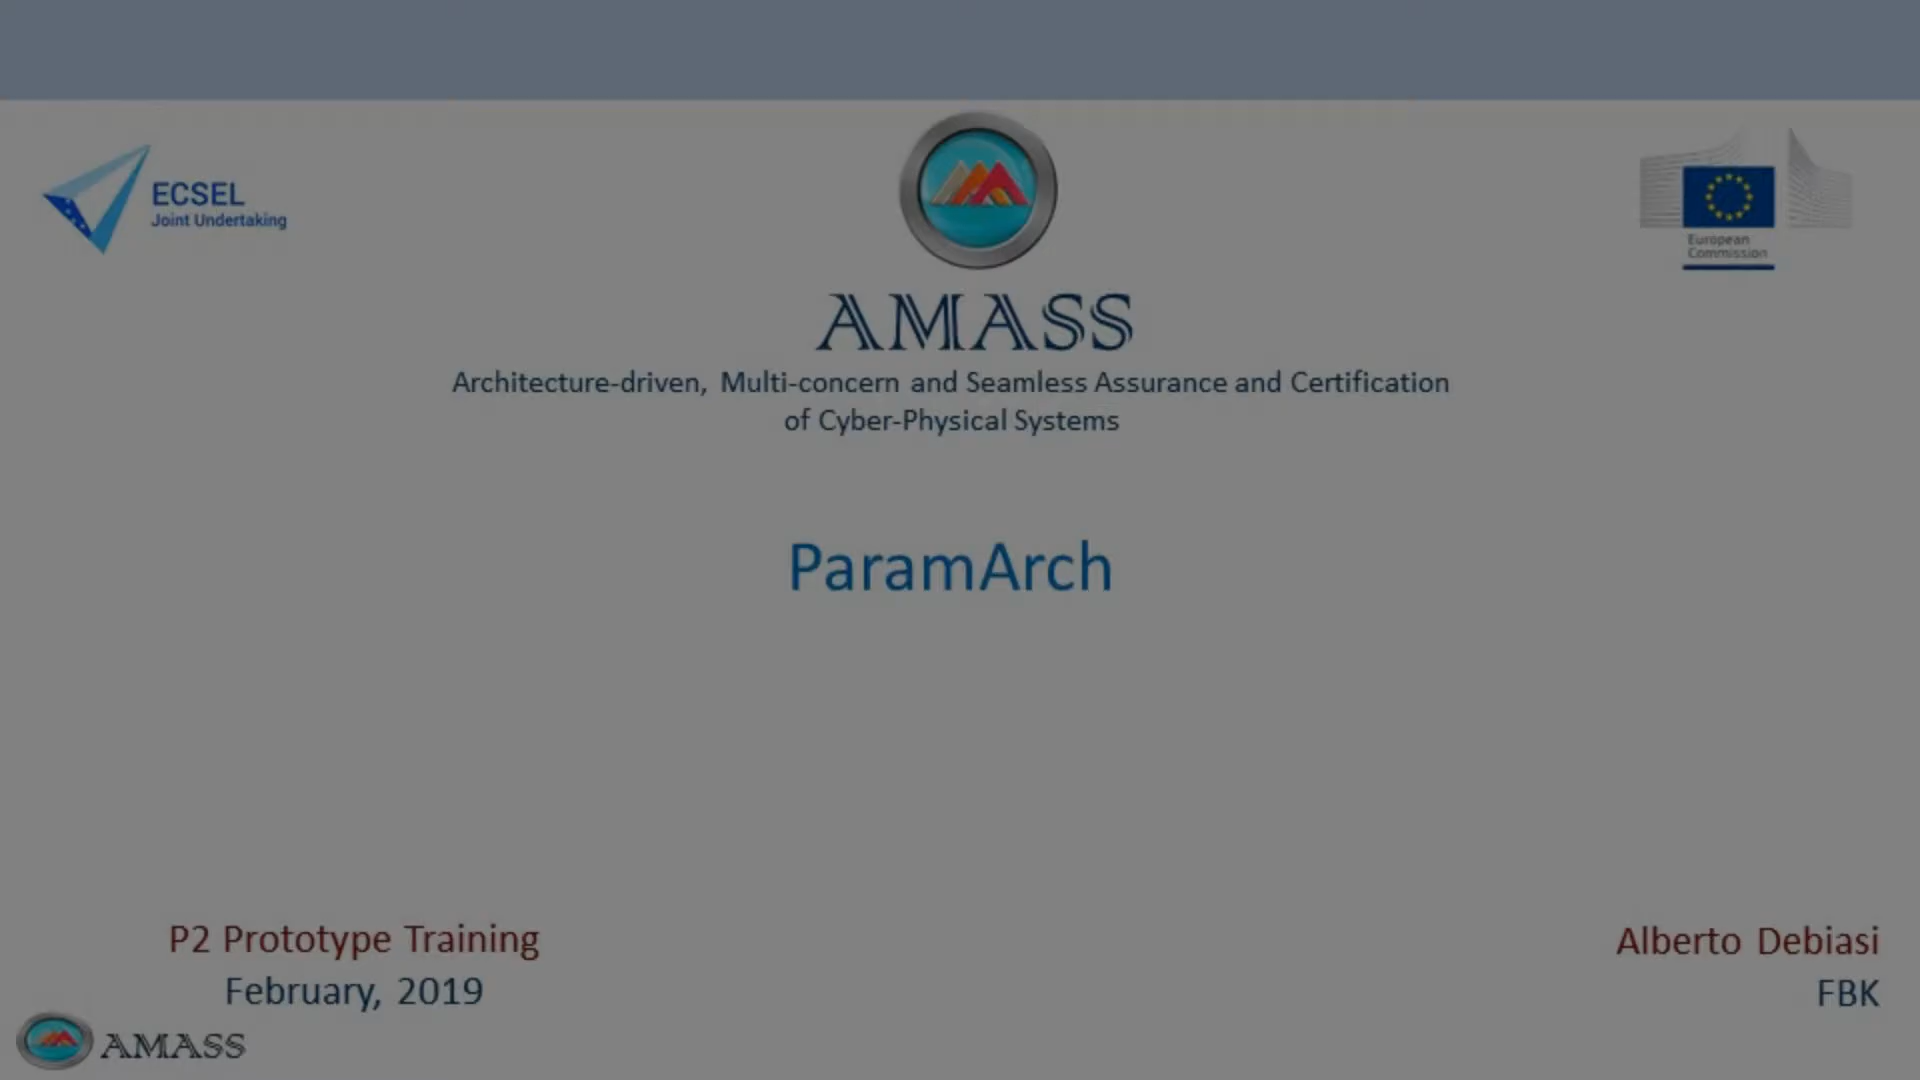 ECSEL
Joint Undertaking
European
Commission
AMASS
Architecture-driven, Multi-concern and Seamless Assurance and Certification
of Cyber-Physical Systems
ParamArch
P2 Prototype Training
February, 2019
Alberto Debiasi
FBK
AMASS